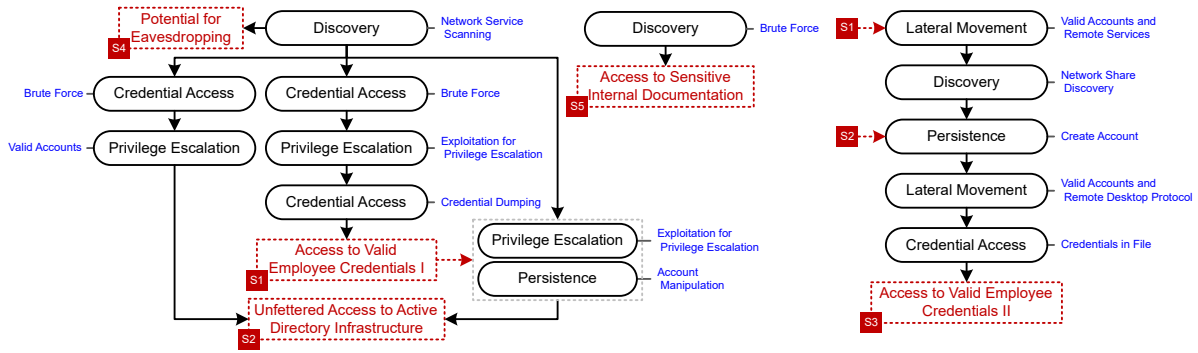 Potential for
Eavesdropping
S4
Discovery
Network Service
Scanning
Brute Force
Credential Access
Valid Accounts
Privilege Escalation
Credential Access
Brute Force
Privilege Escalation
Exploitation for
Privilege Escalation
Credential Access
Credential Dumping
Access to Valid
Employee Credentials I
S1
Privilege Escalation
Exploitation for
Privilege Escalation
Persistence
Account
Manipulation
Unfettered Access to Active
Directory Infrastructure
S2
Discovery
Brute Force
Access to Sensitive
Internal Documentation
S5
S1
Lateral Movement
Valid Accounts and
Remote Services
Discovery
Network Share
Discovery
S2
Persistence
Create Account
Lateral Movement
Valid Accounts and
Remote Desktop Protocol
Credential Access
Credentials in File
Access to Valid Employee
Credentials II
S3